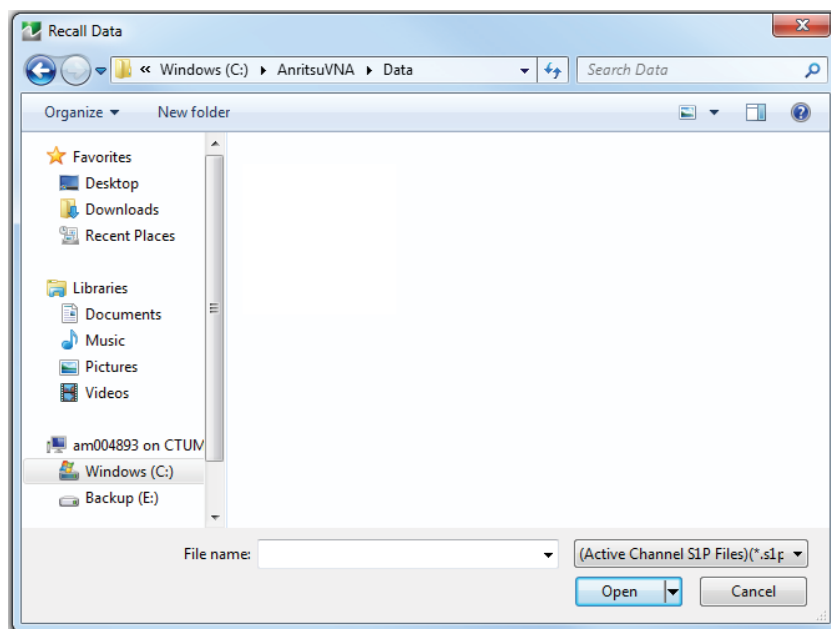 Recall Data
« Windows (C:) ▸ AnritsuVNA ▸ Data
Search Data
Organize
New folder
Favorites
Desktop
Downloads
Recent Places
Libraries
Documents
Music
Pictures
Videos
am004893 on CTUM
Windows (C:)
Backup (E:)
File name:
(Active Channel S1P Files)(*.s1p
Open
Cancel